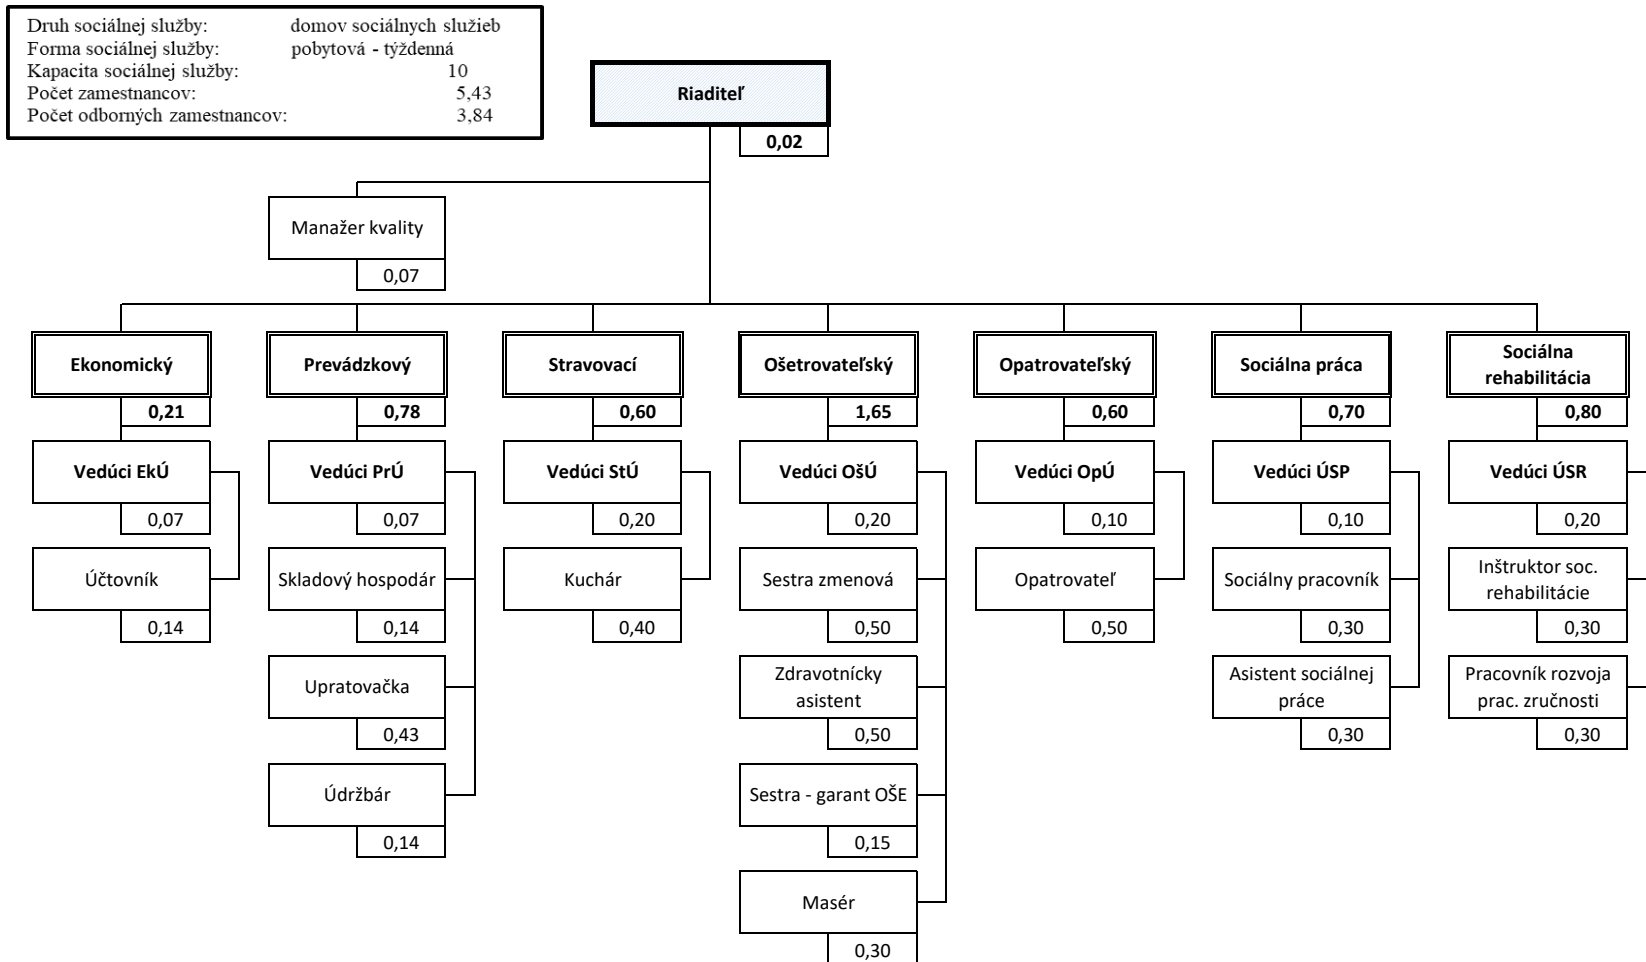 Druh sociálnej služby: domov sociálnych služieb
Forma sociálnej služby: pobytová - týždenná
Kapacita sociálnej služby: 10
Počet zamestnancov: 5,43
Počet odborných zamestnancov: 3,84
Riaditeľ
0,02
Manažer kvality
0,07
Ekonomický
0,21
Vedúci EkÚ
0,07
Účtovník
0,14
Prevádzkový
0,78
Vedúci PrÚ
0,07
Skladový hospodár
0,14
Upratovačka
0,43
Údržbár
0,14
Stravovací
0,60
Vedúci StÚ
0,20
Kuchár
0,40
Ošetrovateľský
1,65
Vedúci OšÚ
0,20
Sestra zmenová
0,50
Zdravotnícky
asistent
0,50
Sestra - garant OŠE
0,15
Masér
0,30
Opatrovateľský
0,60
Vedúci OpÚ
0,10
Opatrovateľ
0,50
Sociálna práca
0,70
Vedúci ÚSP
0,10
Sociálny pracovník
0,30
Asistent sociálnej
práce
0,30
Sociálna
rehabilitácia
0,80
Vedúci ÚSR
0,20
Inštruktor soc.
rehabilitácie
0,30
Pracovník rozvoja
prac. zručnosti
0,30